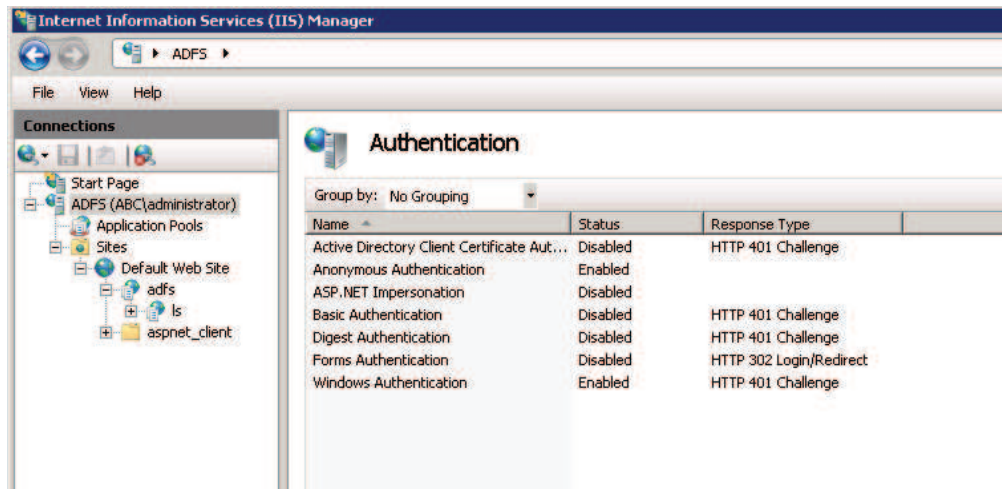 Internet Information Services (IIS) Manager
ADFS
File View Help
Connections
Start Page
ADFS (ABC\administrator)
Application Pools
Sites
Default Web Site
adfs
ls
aspnet_client
Authentication
Group by: No Grouping
Name Status Response Type
Active Directory Client Certificate Aut... Disabled HTTP 401 Challenge
Anonymous Authentication Enabled
ASP.NET Impersonation Disabled
Basic Authentication Disabled HTTP 401 Challenge
Digest Authentication Disabled HTTP 401 Challenge
Forms Authentication Disabled HTTP 302 Login/Redirect
Windows Authentication Enabled HTTP 401 Challenge